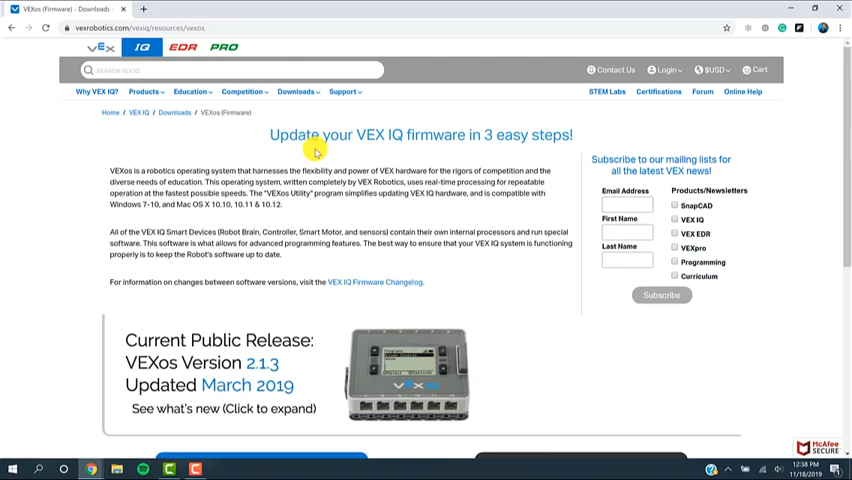 VEXos (Firmware) - Downloads -
vexrobotics.com/vexiq/resources/vexos
VEX IQ EDR PRO
SEARCH VEX IQ
Contact Us Login $USD Cart
Why VEX IQ? Products Education Competition Downloads Support STEM Labs Certifications Forum Online Help
Home / VEX IQ / Downloads / VEXos (Firmware)
Update your VEX IQ firmware in 3 easy steps!
VEXos is a robotics operating system that harnesses the flexibility and power of VEX hardware for the rigors of competition and the
diverse needs of education. This operating system, written completely by VEX Robotics, uses real-time processing for repeatable
operation at the fastest possible speeds. The "VEXos Utility" program simplifies updating VEX IQ hardware, and is compatible with
Windows 7-10, and Mac OS X 10.10, 10.11 & 10.12.
All of the VEX IQ Smart Devices (Robot Brain, Controller, Smart Motor, and sensors) contain their own internal processors and run special
software. This software is what allows for advanced programming features. The best way to ensure that your VEX IQ system is functioning
properly is to keep the Robot's software up to date.
For information on changes between software versions, visit the VEX IQ Firmware Changelog.
Subscribe to our mailing lists for
all the latest VEX news!
Email Address
First Name
Last Name
Products/Newsletters
SnapCAD
VEX IQ
VEX EDR
VEXpro
Programming
Curriculum
Subscribe
Current Public Release:
VEXos Version 2.1.3
Updated March 2019
See what's new (Click to expand)
VEX IQ
McAfee
SECURE
12:38 PM
11/18/2019